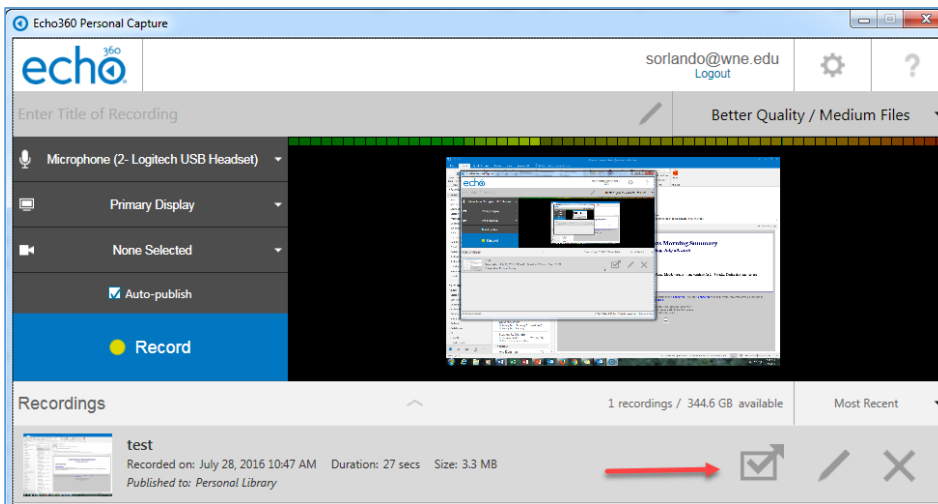 Echo360 Personal Capture
echo360
sorlando@wne.edu
Logout
?
Enter Title of Recording
Better Quality / Medium Files
Microphone (2- Logitech USB Headset)
Primary Display
None Selected
Auto-publish
Record
Recordings
1 recordings / 344.6 GB available
Most Recent
test
Recorded on: July 28, 2016 10:47 AM Duration: 27 secs Size: 3.3 MB
Published to: Personal Library